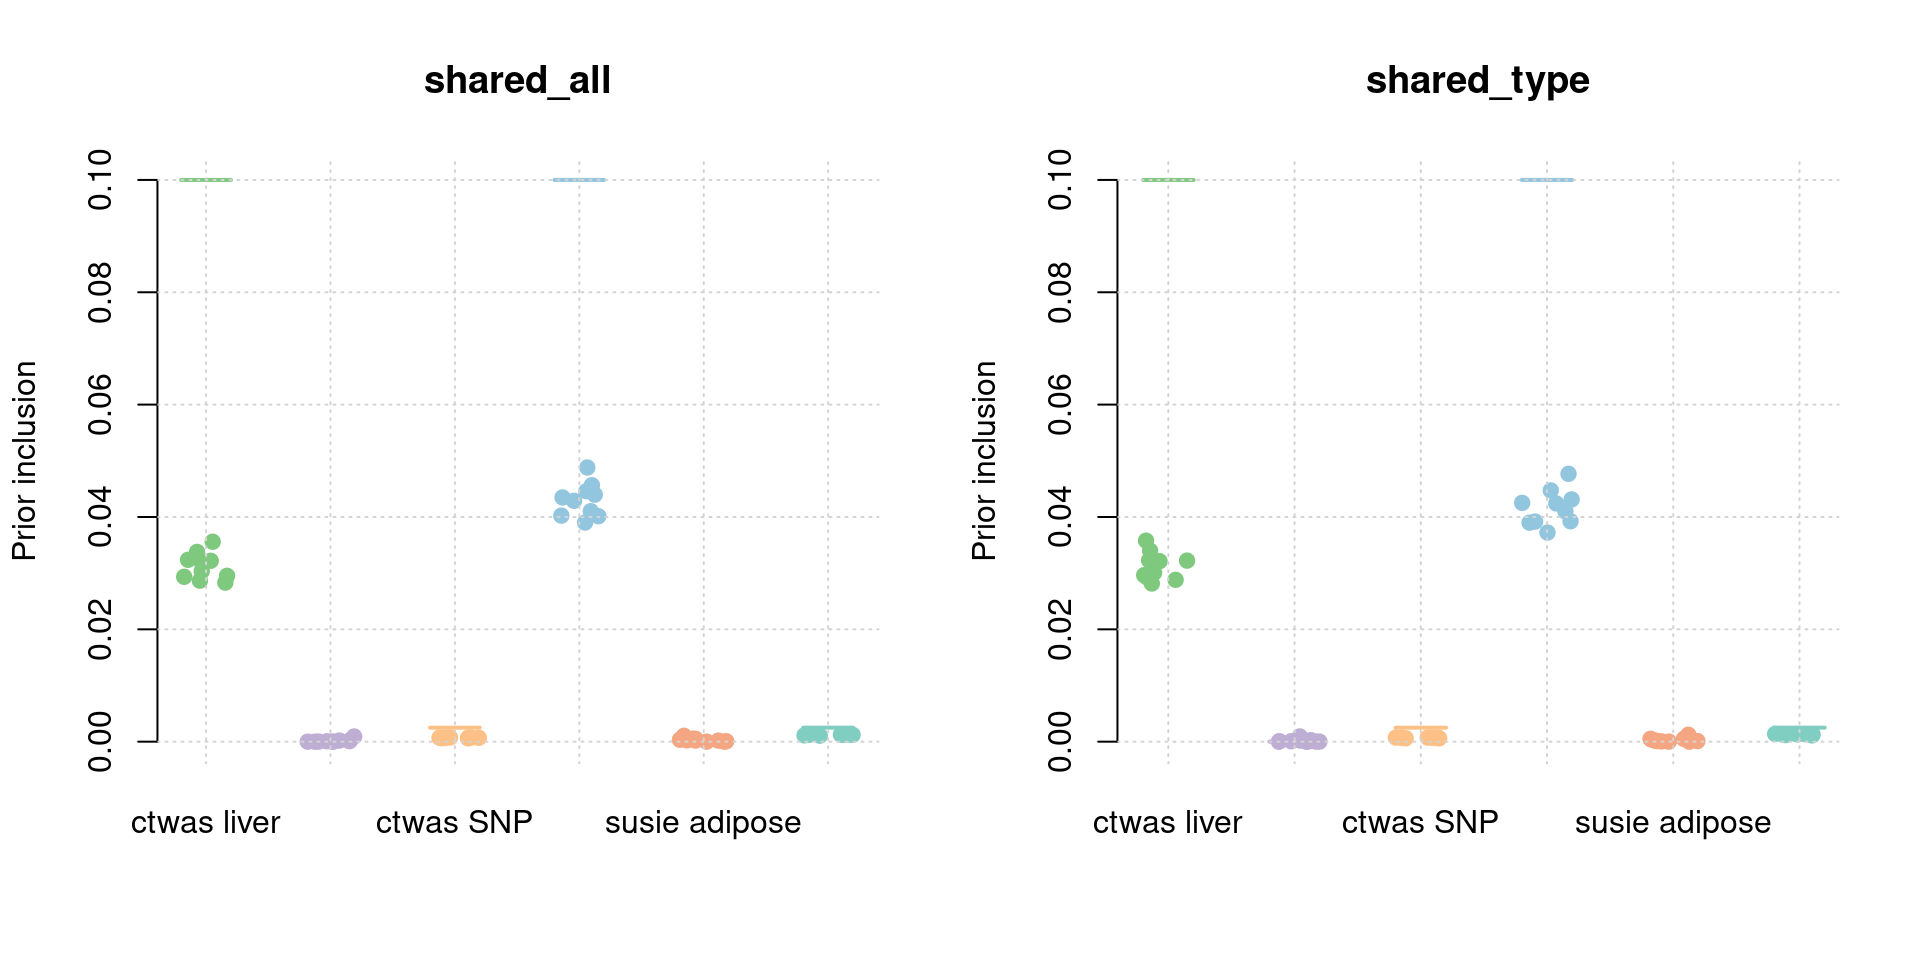 shared_all
Prior inclusion
0.10
0.08
0.06
0.04
0.02
0.00
ctwas liver
ctwas SNP
susie adipose
shared_type
Prior inclusion
0.10
0.08
0.06
0.04
0.02
0.00
ctwas liver
ctwas SNP
susie adipose